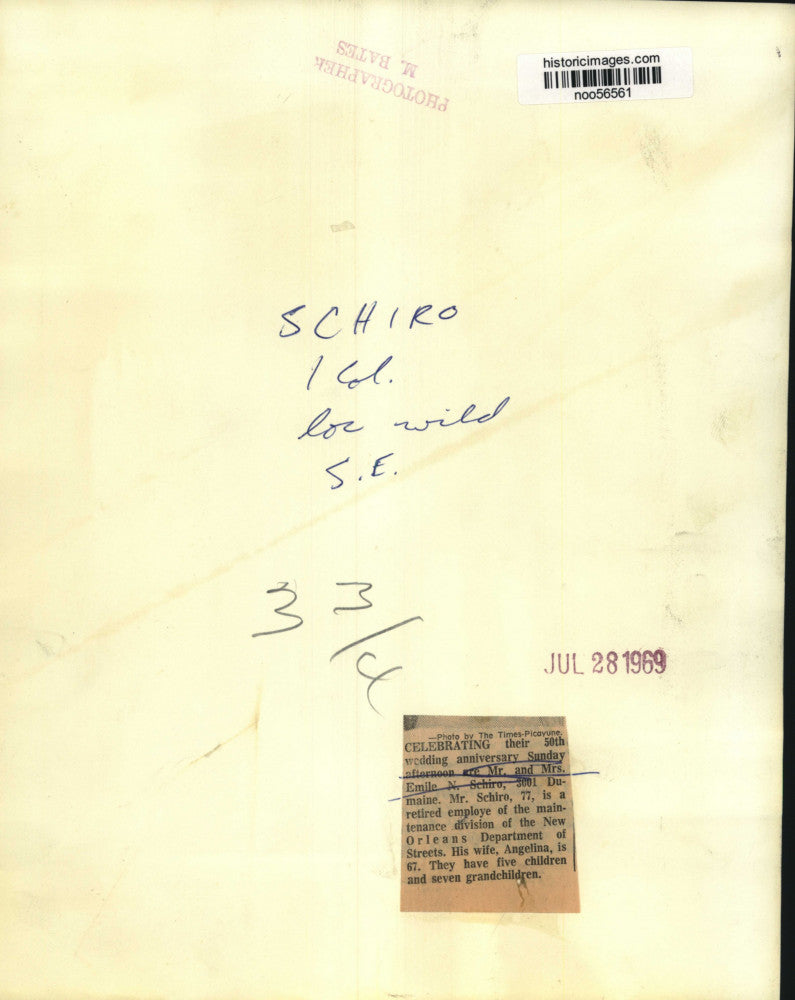 PHOTOGRAPHER
M. BATES
historicimages.com
noo56561
SCHIRO
1 Col.
loc wild
S.E.
3 3/4
JUL 28 1969
—Photo by The Times-Picayune.
CELEBRATING their 50th
wedding anniversary Sunday
afternoon are Mr. and Mrs.
Emile N. Schiro, 3001 Du-
maine. Mr. Schiro, 77, is a
retired employe of the main-
tenance division of the New
Orleans Department of
Streets. His wife, Angelina, is
67. They have five children
and seven grandchildren.